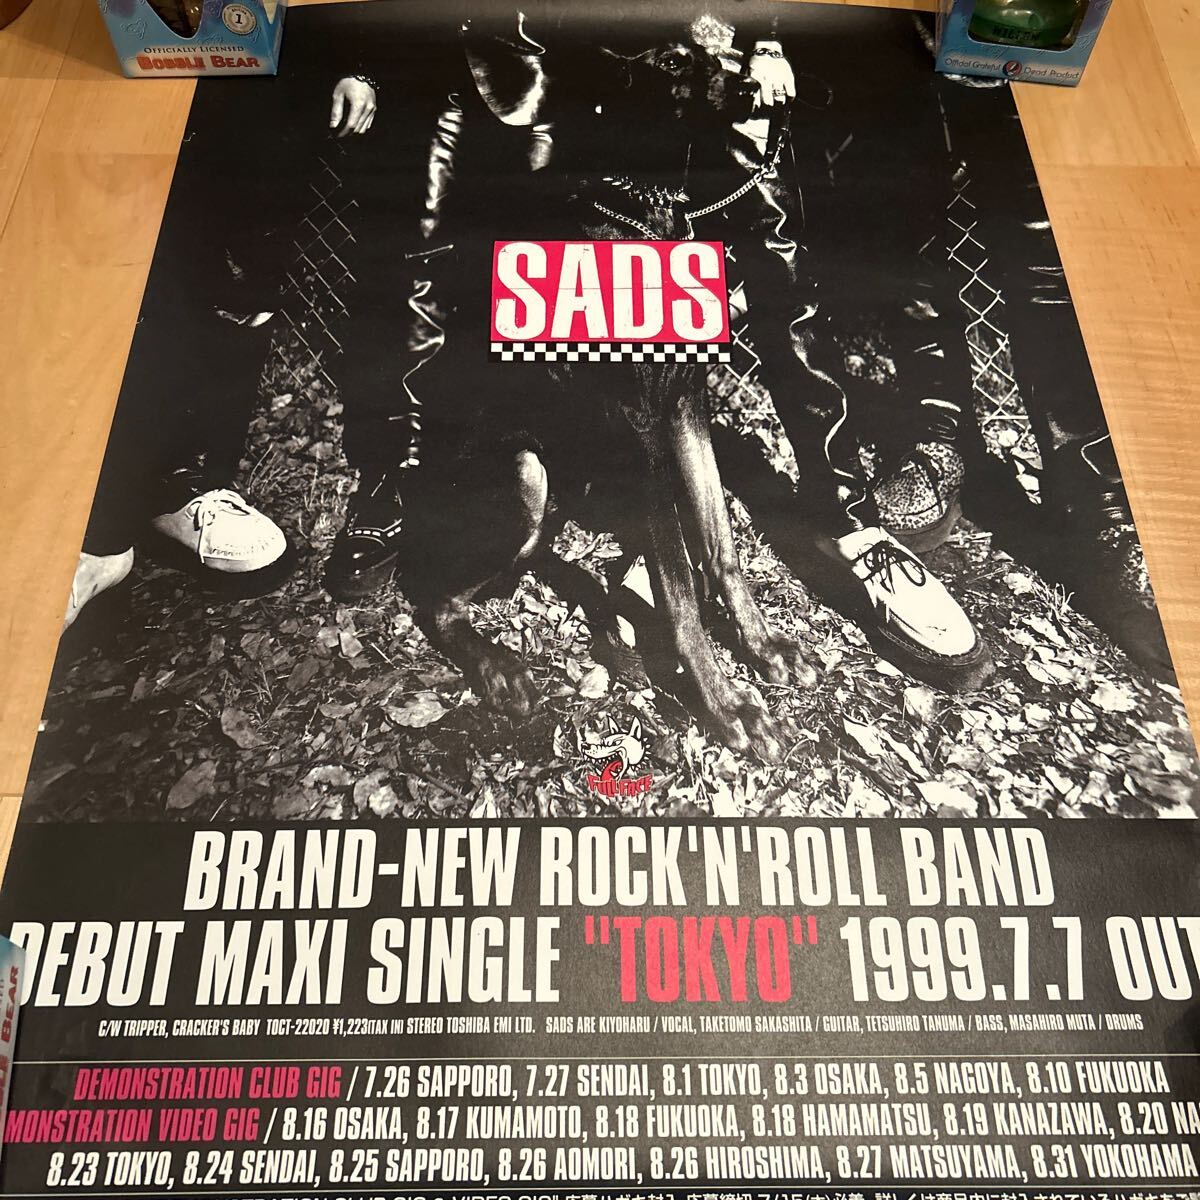 OFFICIALLY LICENSED
BOBBLE BEAR
1
Official Grateful Dead Product
SADS
FULLFACE
BRAND-NEW ROCK'N'ROLL BAND
DEBUT MAXI SINGLE "TOKYO" 1999.7.7 OUT
C/W TRIPPER, CRACKER'S BABY TOCT-22020 ¥1,223(TAX IN) STEREO TOSHIBA EMI LTD. SADS ARE KIYOHARU / VOCAL, TAKETOMO SAKASHITA / GUITAR, TETSUHIRO TANUMA / BASS, MASAHIRO MUTA / DRUMS
DEMONSTRATION CLUB GIG / 7.26 SAPPORO, 7.27 SENDAI, 8.1 TOKYO, 8.3 OSAKA, 8.5 NAGOYA, 8.10 FUKUOKA
MONSTRATION VIDEO GIG / 8.16 OSAKA, 8.17 KUMAMOTO, 8.18 FUKUOKA, 8.18 HAMAMATSU, 8.19 KANAZAWA, 8.20 NA
8.23 TOKYO, 8.24 SENDAI, 8.25 SAPPORO, 8.26 AOMORI, 8.26 HIROSHIMA, 8.27 MATSUYAMA, 8.31 YOKOHAMA
BEAR